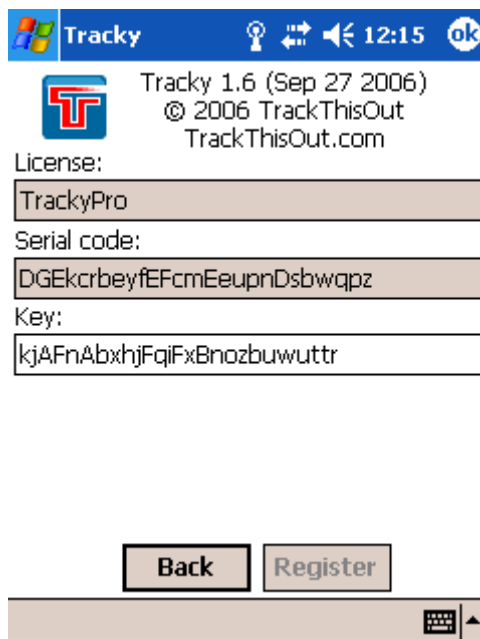 Tracky 12:15 ok
Tracky 1.6 (Sep 27 2006)
© 2006 TrackThisOut
TrackThisOut.com
License:
TrackyPro
Serial code:
DGEkcrbeyfEFcmEeupnDsbwqpz
Key:
kjAFnAbxhjFqiFxBnozbuwuttr
Back Register